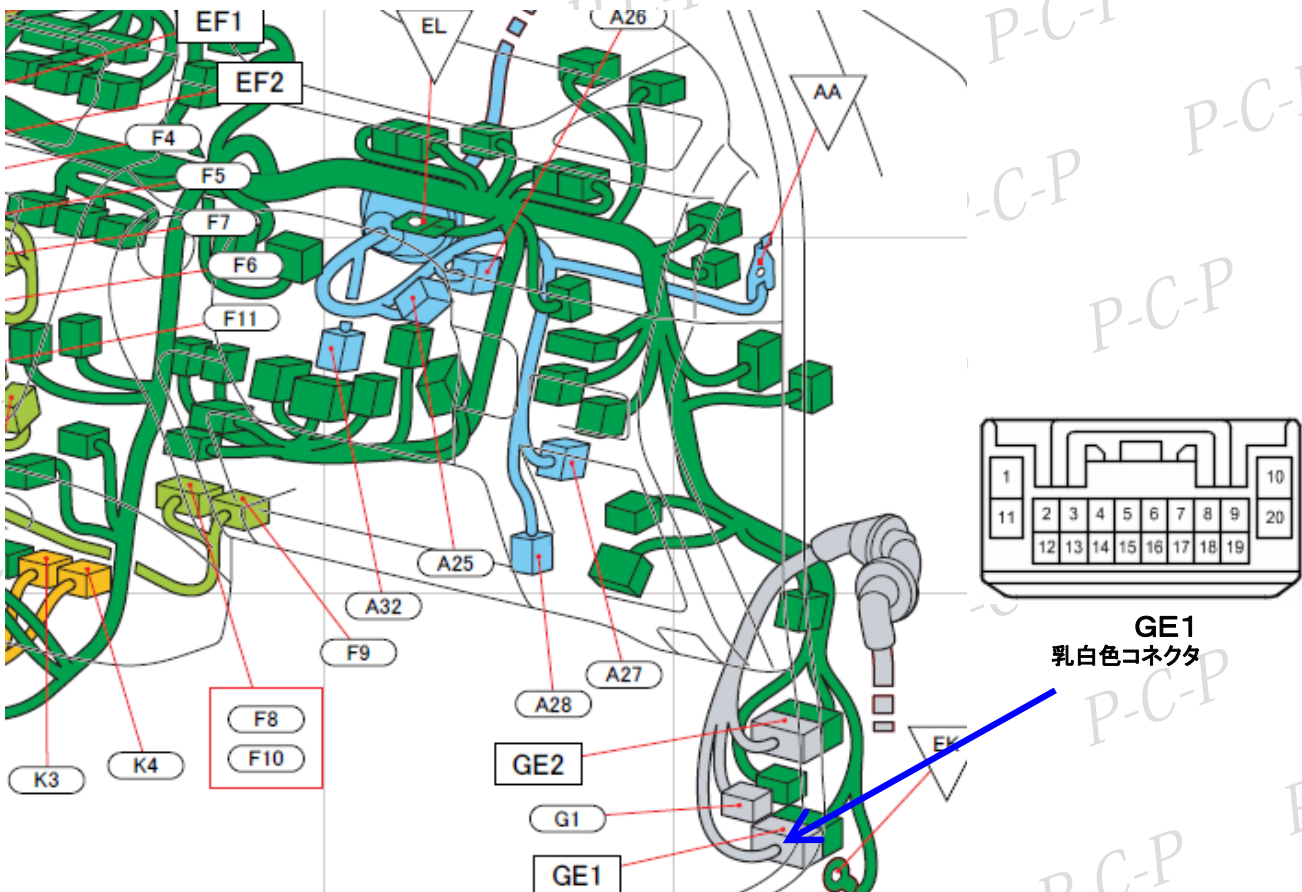 EF1
EL
A26
EF2
AA
F4
F5
F7
F6
F11
A25
A32
F9
A27
A28
F8
F10
K3
K4
GE2
G1
GE1
EK
1
10
11
2 3 4 5 6 7 8 9
20
12 13 14 15 16 17 18 19
GE1
乳白色コネクタ
P-C-P
P-C-P
P-C-P
P-C-P